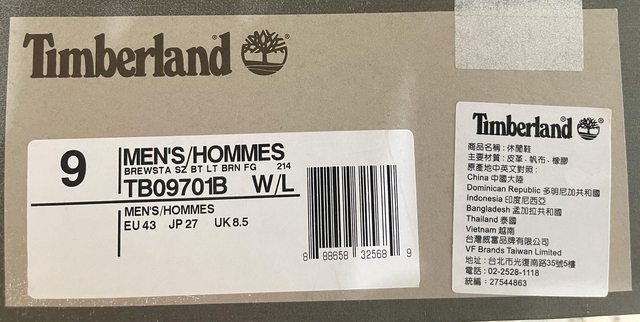 Timberland
9
MEN'S/HOMMES
BREWSTA SZ BT LT BRN FG 214
TB09701B W/L
MEN'S/HOMMES
EU 43 JP 27 UK 8.5
8 88658 32568 9
Timberland
商品名稱:休閒鞋
主要材質:皮革、帆布、橡膠
原產地中英文對照:
China 中國大陸
Dominican Republic 多明尼加共和國
Indonesia 印度尼西亞
Bangladesh 孟加拉共和國
Thailand 泰國
Vietnam 越南
台灣威富品牌有限公司
VF Brands Taiwan Limited
地址:台北市光復南路35號5樓
電話:02-2528-1118
統編:27544863